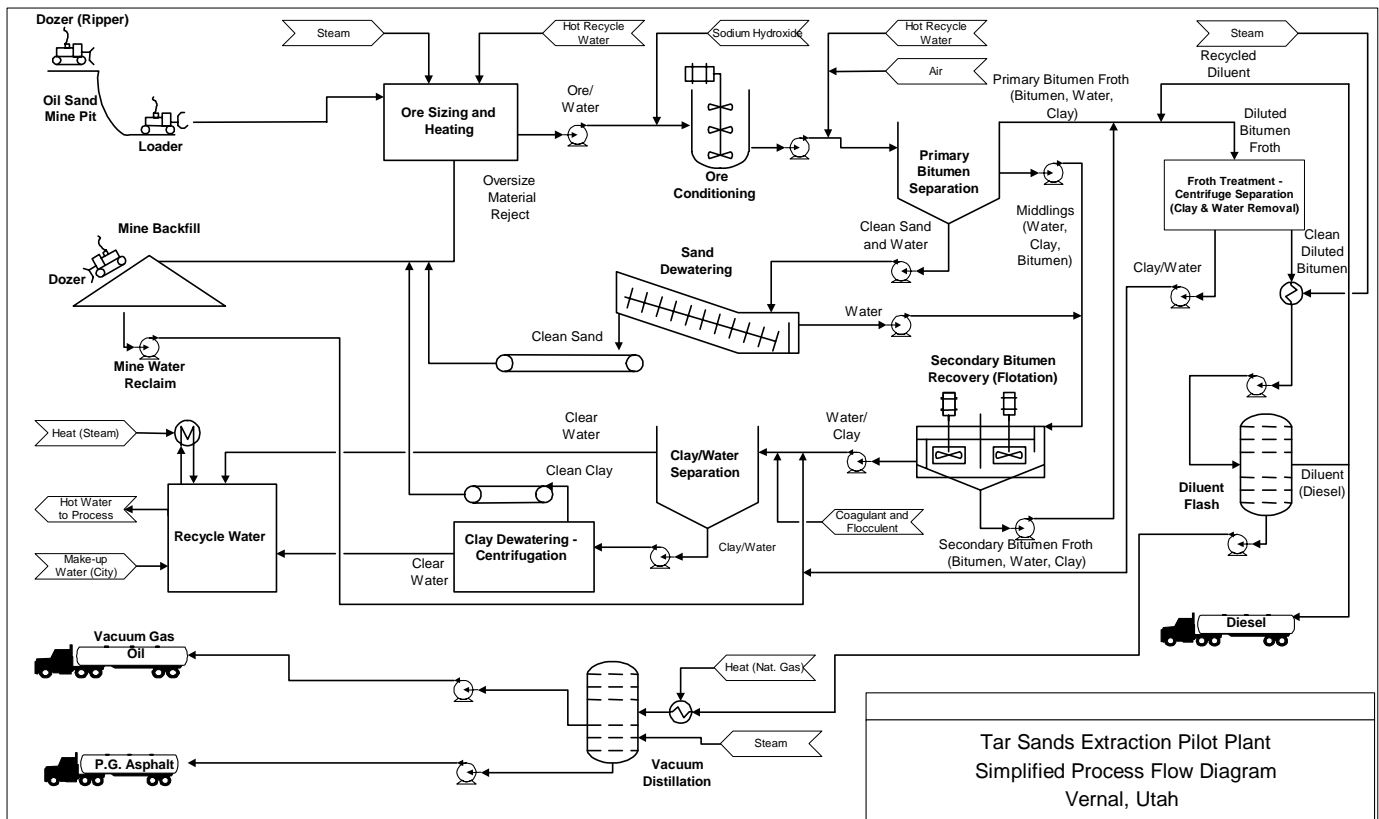 Dozer (Ripper)
Oil Sand
Mine Pit
Loader
Steam
Hot Recycle
Water
Ore Sizing and
Heating
Ore/
Water
Sodium Hydroxide
Ore
Conditioning
Hot Recycle
Water
Air
Primary Bitumen Froth
(Bitumen, Water,
Clay)
Steam
Recycled
Diluent
Diluted
Bitumen
Froth
Primary
Bitumen
Separation
Froth Treatment -
Centrifuge Separation
(Clay & Water Removal)
Oversize
Material
Reject
Mine Backfill
Dozer
Mine Water
Reclaim
Clean Sand
and Water
Middlings
(Water,
Clay,
Bitumen)
Clay/Water
Clean
Diluted
Bitumen
Sand
Dewatering
Water
Clean Sand
Secondary Bitumen
Recovery (Flotation)
Heat (Steam)
Clear
Water
Clay/Water
Separation
Water/
Clay
Clean Clay
Hot Water
to Process
Recycle Water
Make-up
Water (City)
Clear
Water
Clay Dewatering -
Centrifugation
Clay/Water
Coagulant and
Flocculent
Secondary Bitumen Froth
(Bitumen, Water, Clay)
Diluent
Flash
Diluent
(Diesel)
Diesel
Vacuum Gas
Oil
P.G. Asphalt
Heat (Nat. Gas)
Steam
Vacuum
Distillation
Tar Sands Extraction Pilot Plant
Simplified Process Flow Diagram
Vernal, Utah